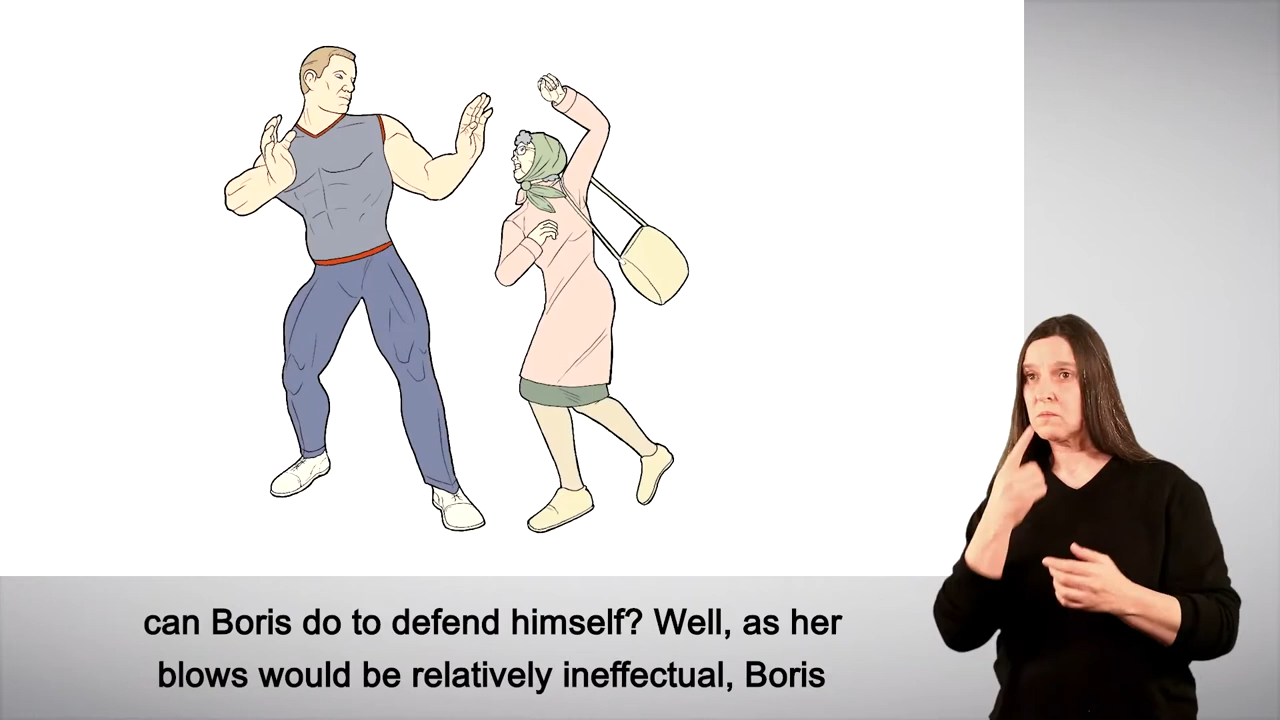 can Boris do to defend himself? Well, as her
blows would be relatively ineffectual, Boris